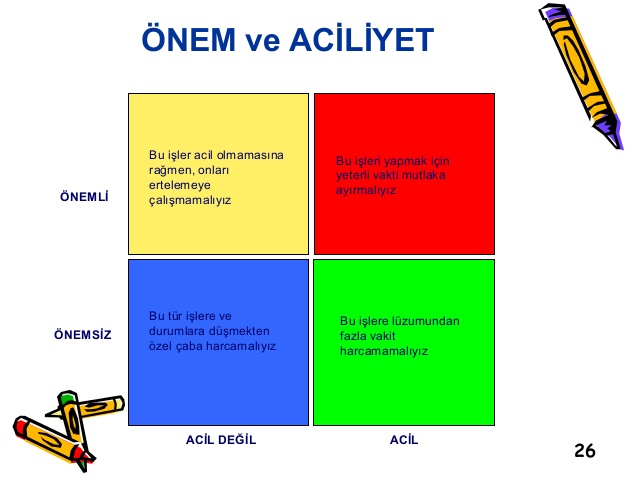 ÖNEM ve ACİLİYET
Bu işler acil olmamasına
rağmen, onları
ertelemeye
çalışmamalıyız
Bu işleri yapmak için
yeterli vakti mutlaka
ayırmalıyız
ÖNEMLİ
Bu tür işlere ve
durumlara düşmekten
özel çaba harcamalıyız
Bu işlere lüzumundan
fazla vakit
harcamamalıyız
ÖNEMSİZ
ACİL DEĞİL
ACİL
26